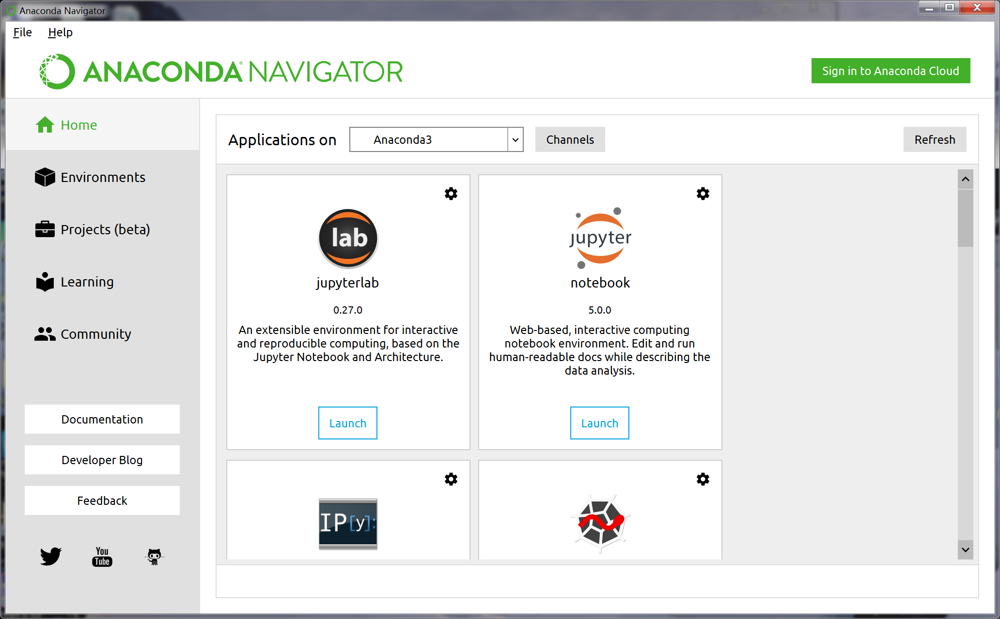 Anaconda Navigator
File Help
ANACONDA® NAVIGATOR
Sign in to Anaconda Cloud
Home
Environments
Projects (beta)
Learning
Community
Documentation
Developer Blog
Feedback
You
Tube
Applications on Anaconda3 Channels Refresh
lab
jupyterlab
0.27.0
An extensible environment for interactive
and reproducible computing, based on the
Jupyter Notebook and Architecture.
Launch
jupyter
notebook
5.0.0
Web-based, interactive computing
notebook environment. Edit and run
human-readable docs while describing the
data analysis.
Launch
IP[y]: